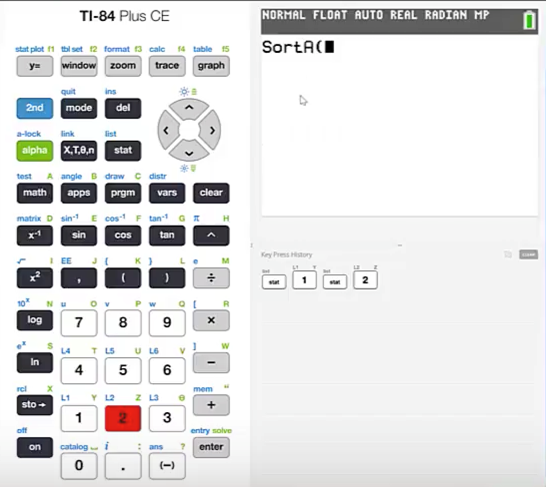 TI-84 Plus CE
stat plot f1 tbl set f2 format f3 calc f4 table f5
y= window zoom trace graph
quit ins
2nd mode del
a-lock link list
alpha X,T,θ,n stat
test A angle B draw C distr
math apps prgm vars clear
matrix D sin⁻¹ E cos⁻¹ F tan⁻¹ G π H
x⁻¹ sin cos tan ^
√ I EE J { K } L e M
x² , ( ) ÷
10ˣ N u O v P w Q [ R
log 7 8 9 ×
eˣ S L4 T L5 U L6 V ] W
ln 4 5 6 −
rcl X L1 Y L2 Z L3 θ mem "
sto→ 1 2 3 +
off catalog i : ans ? entry solve
on 0 . (−) enter
NORMAL FLOAT AUTO REAL RADIAN MP
SortA(
Key Press History
list L1 Y list L2 Z
stat 1 stat 2